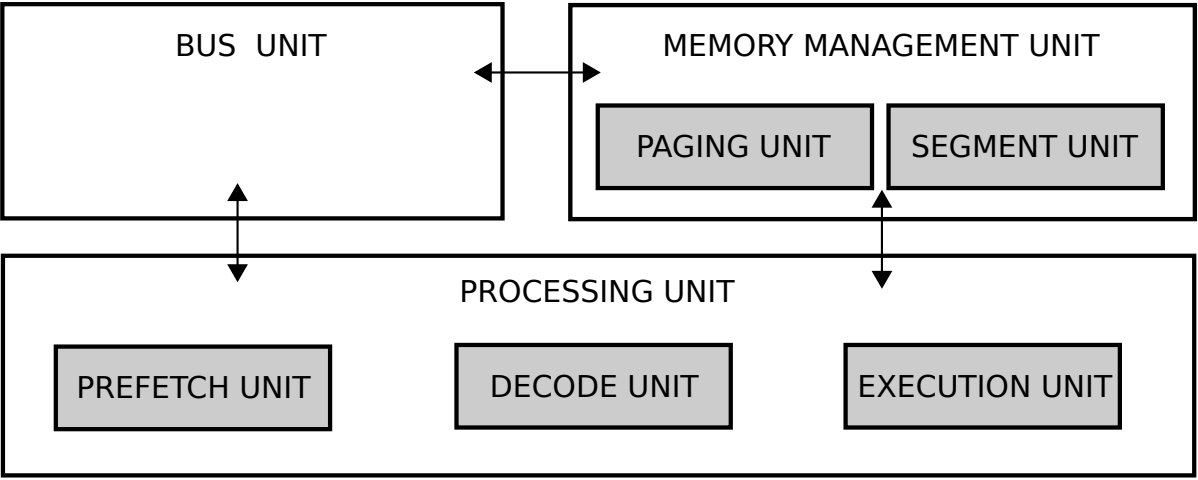 BUS UNIT
MEMORY MANAGEMENT UNIT
PAGING UNIT
SEGMENT UNIT
PROCESSING UNIT
PREFETCH UNIT
DECODE UNIT
EXECUTION UNIT